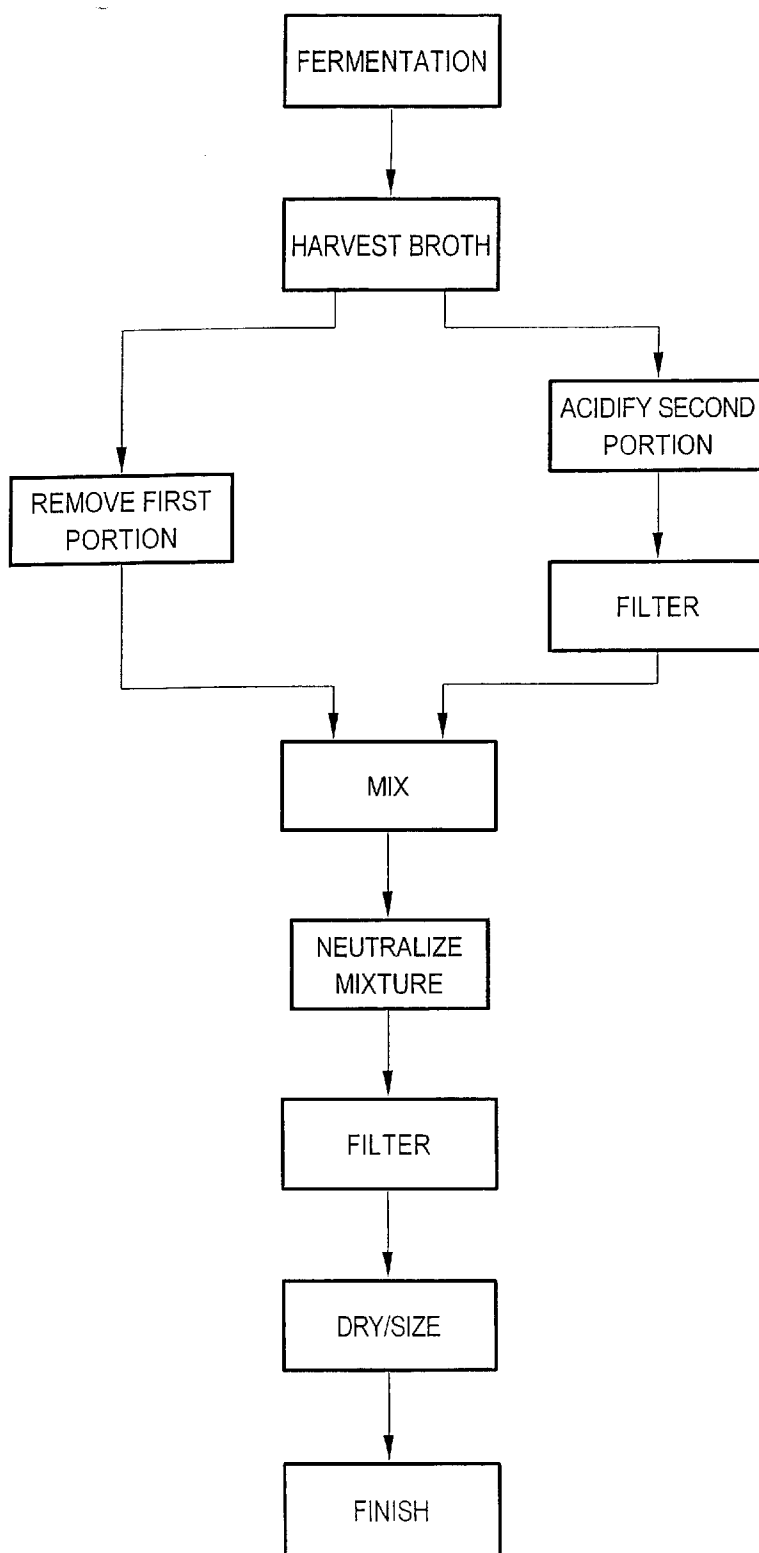 FERMENTATION
HARVEST BROTH
ACIDIFY SECOND
PORTION
REMOVE FIRST
PORTION
FILTER
MIX
NEUTRALIZE
MIXTURE
FILTER
DRY/SIZE
FINISH